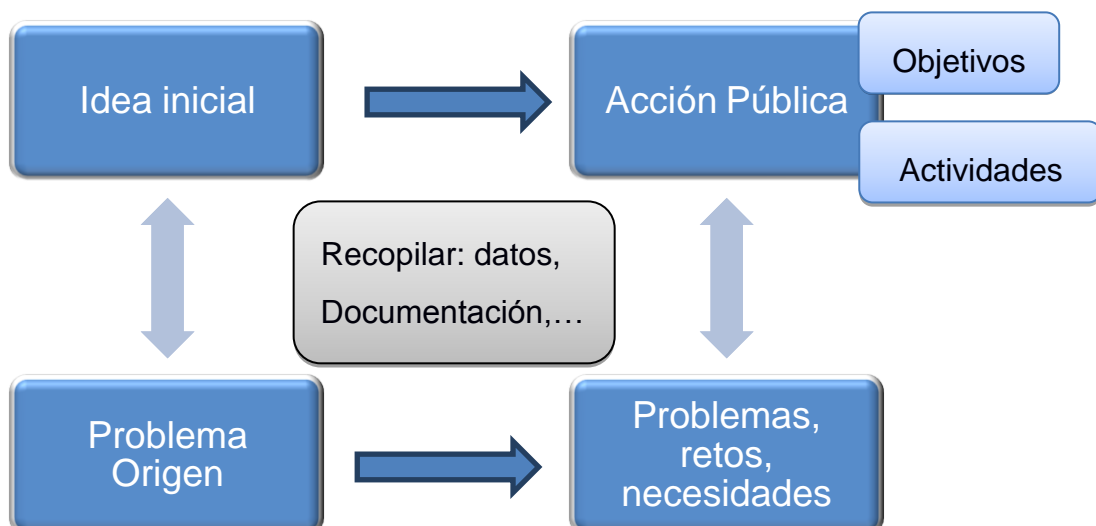 Idea inicial
Acción Pública
Objetivos
Actividades
Recopilar: datos,
Documentación,…
Problema
Origen
Problemas,
retos,
necesidades